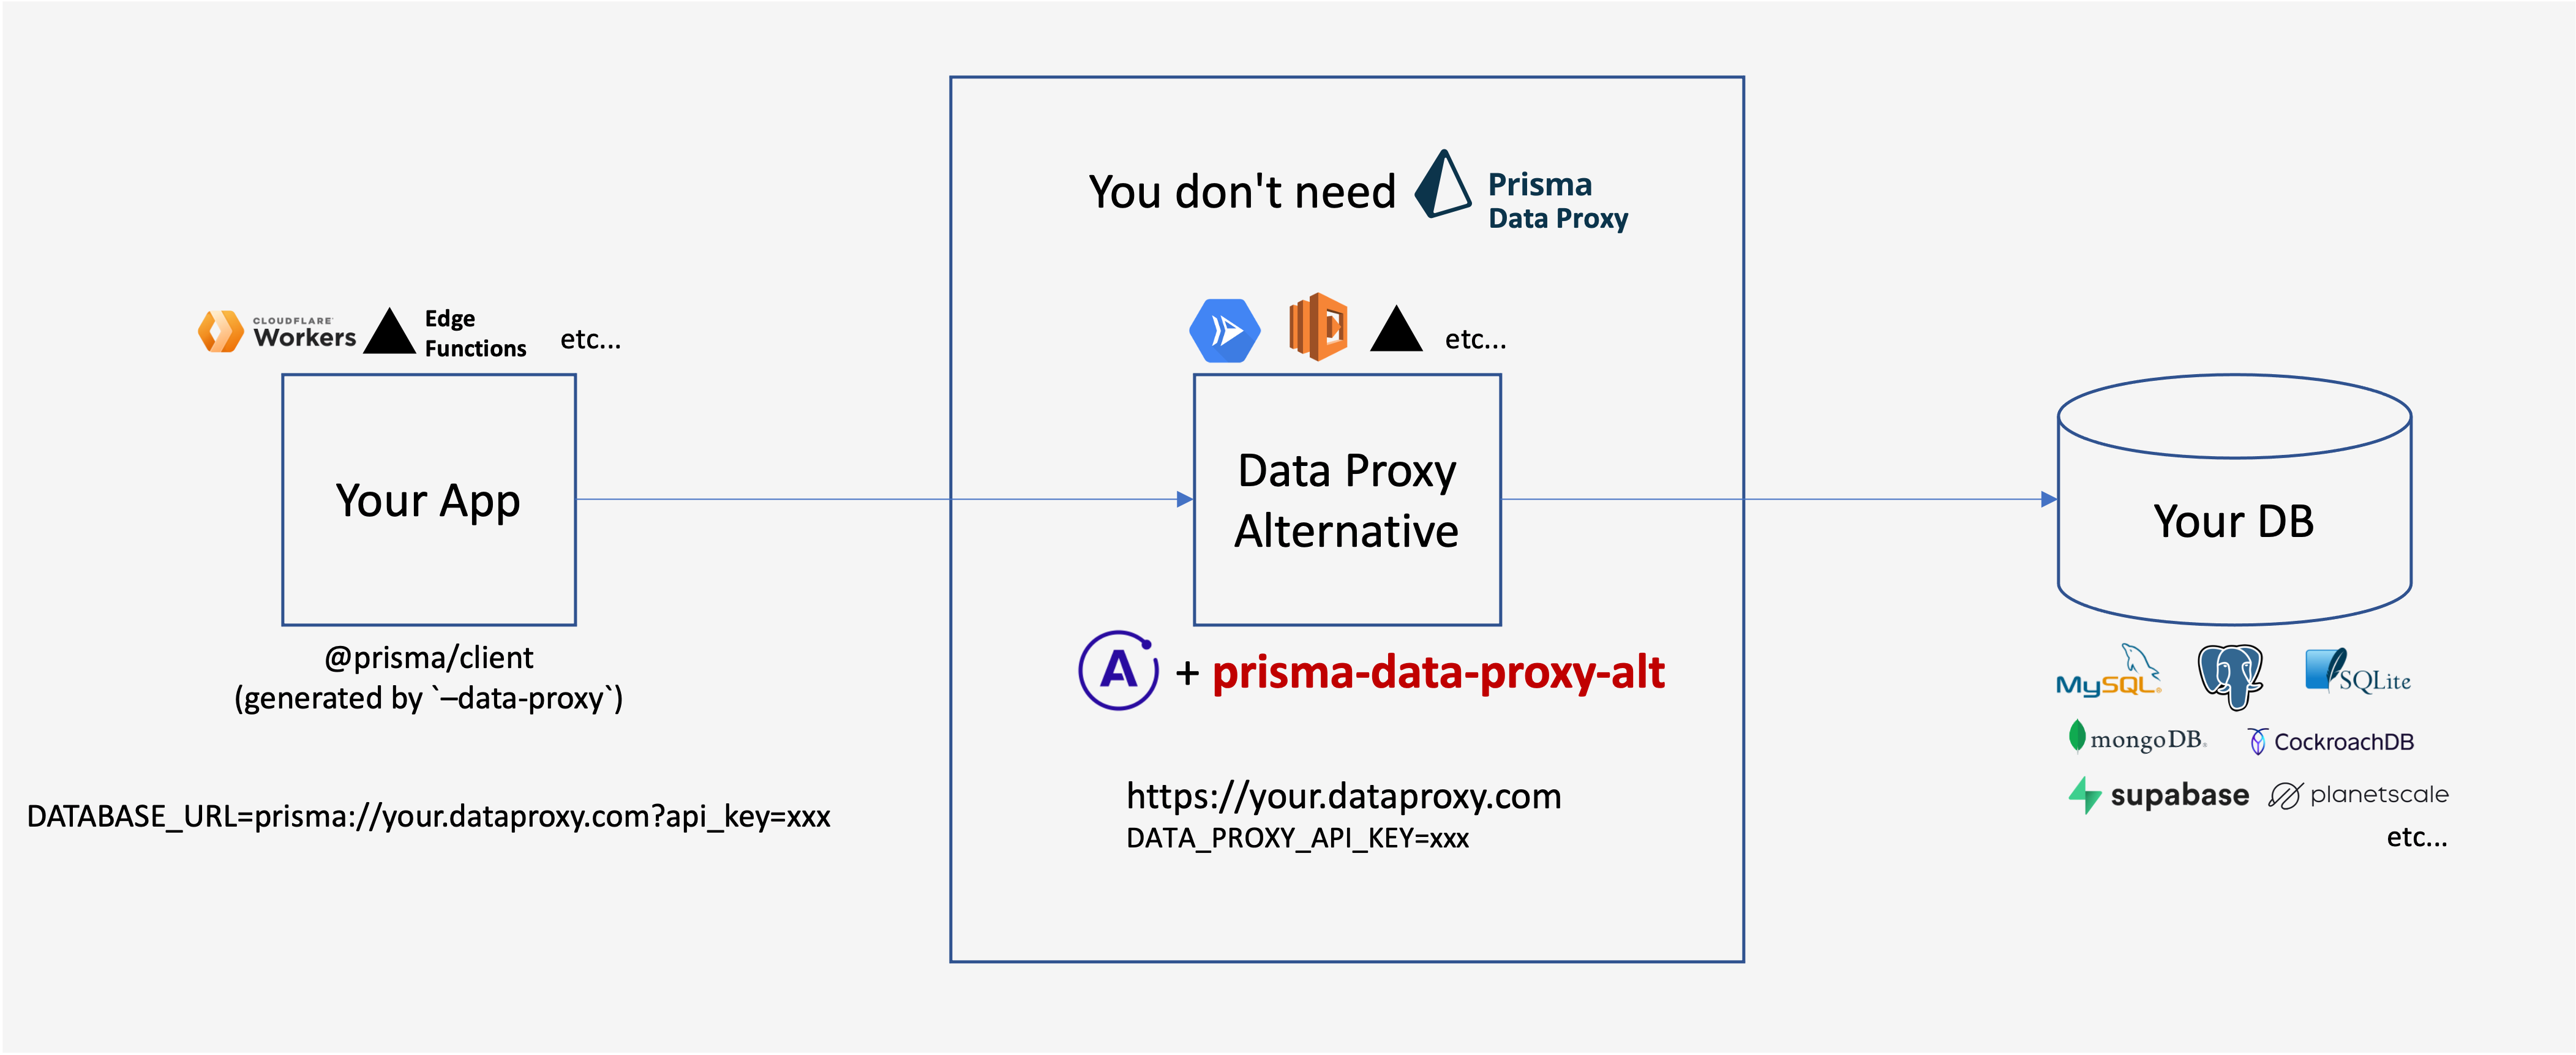 You don't need
Prisma
Data Proxy
CLOUDFLARE
Workers
Edge
Functions
etc...
etc...
Your App
Data Proxy
Alternative
Your DB
@prisma/client
(generated by `–data-proxy`)
A + prisma-data-proxy-alt
MySQL
SQLite
mongoDB
CockroachDB
supabase
planetscale
etc...
DATABASE_URL=prisma://your.dataproxy.com?api_key=xxx
https://your.dataproxy.com
DATA_PROXY_API_KEY=xxx